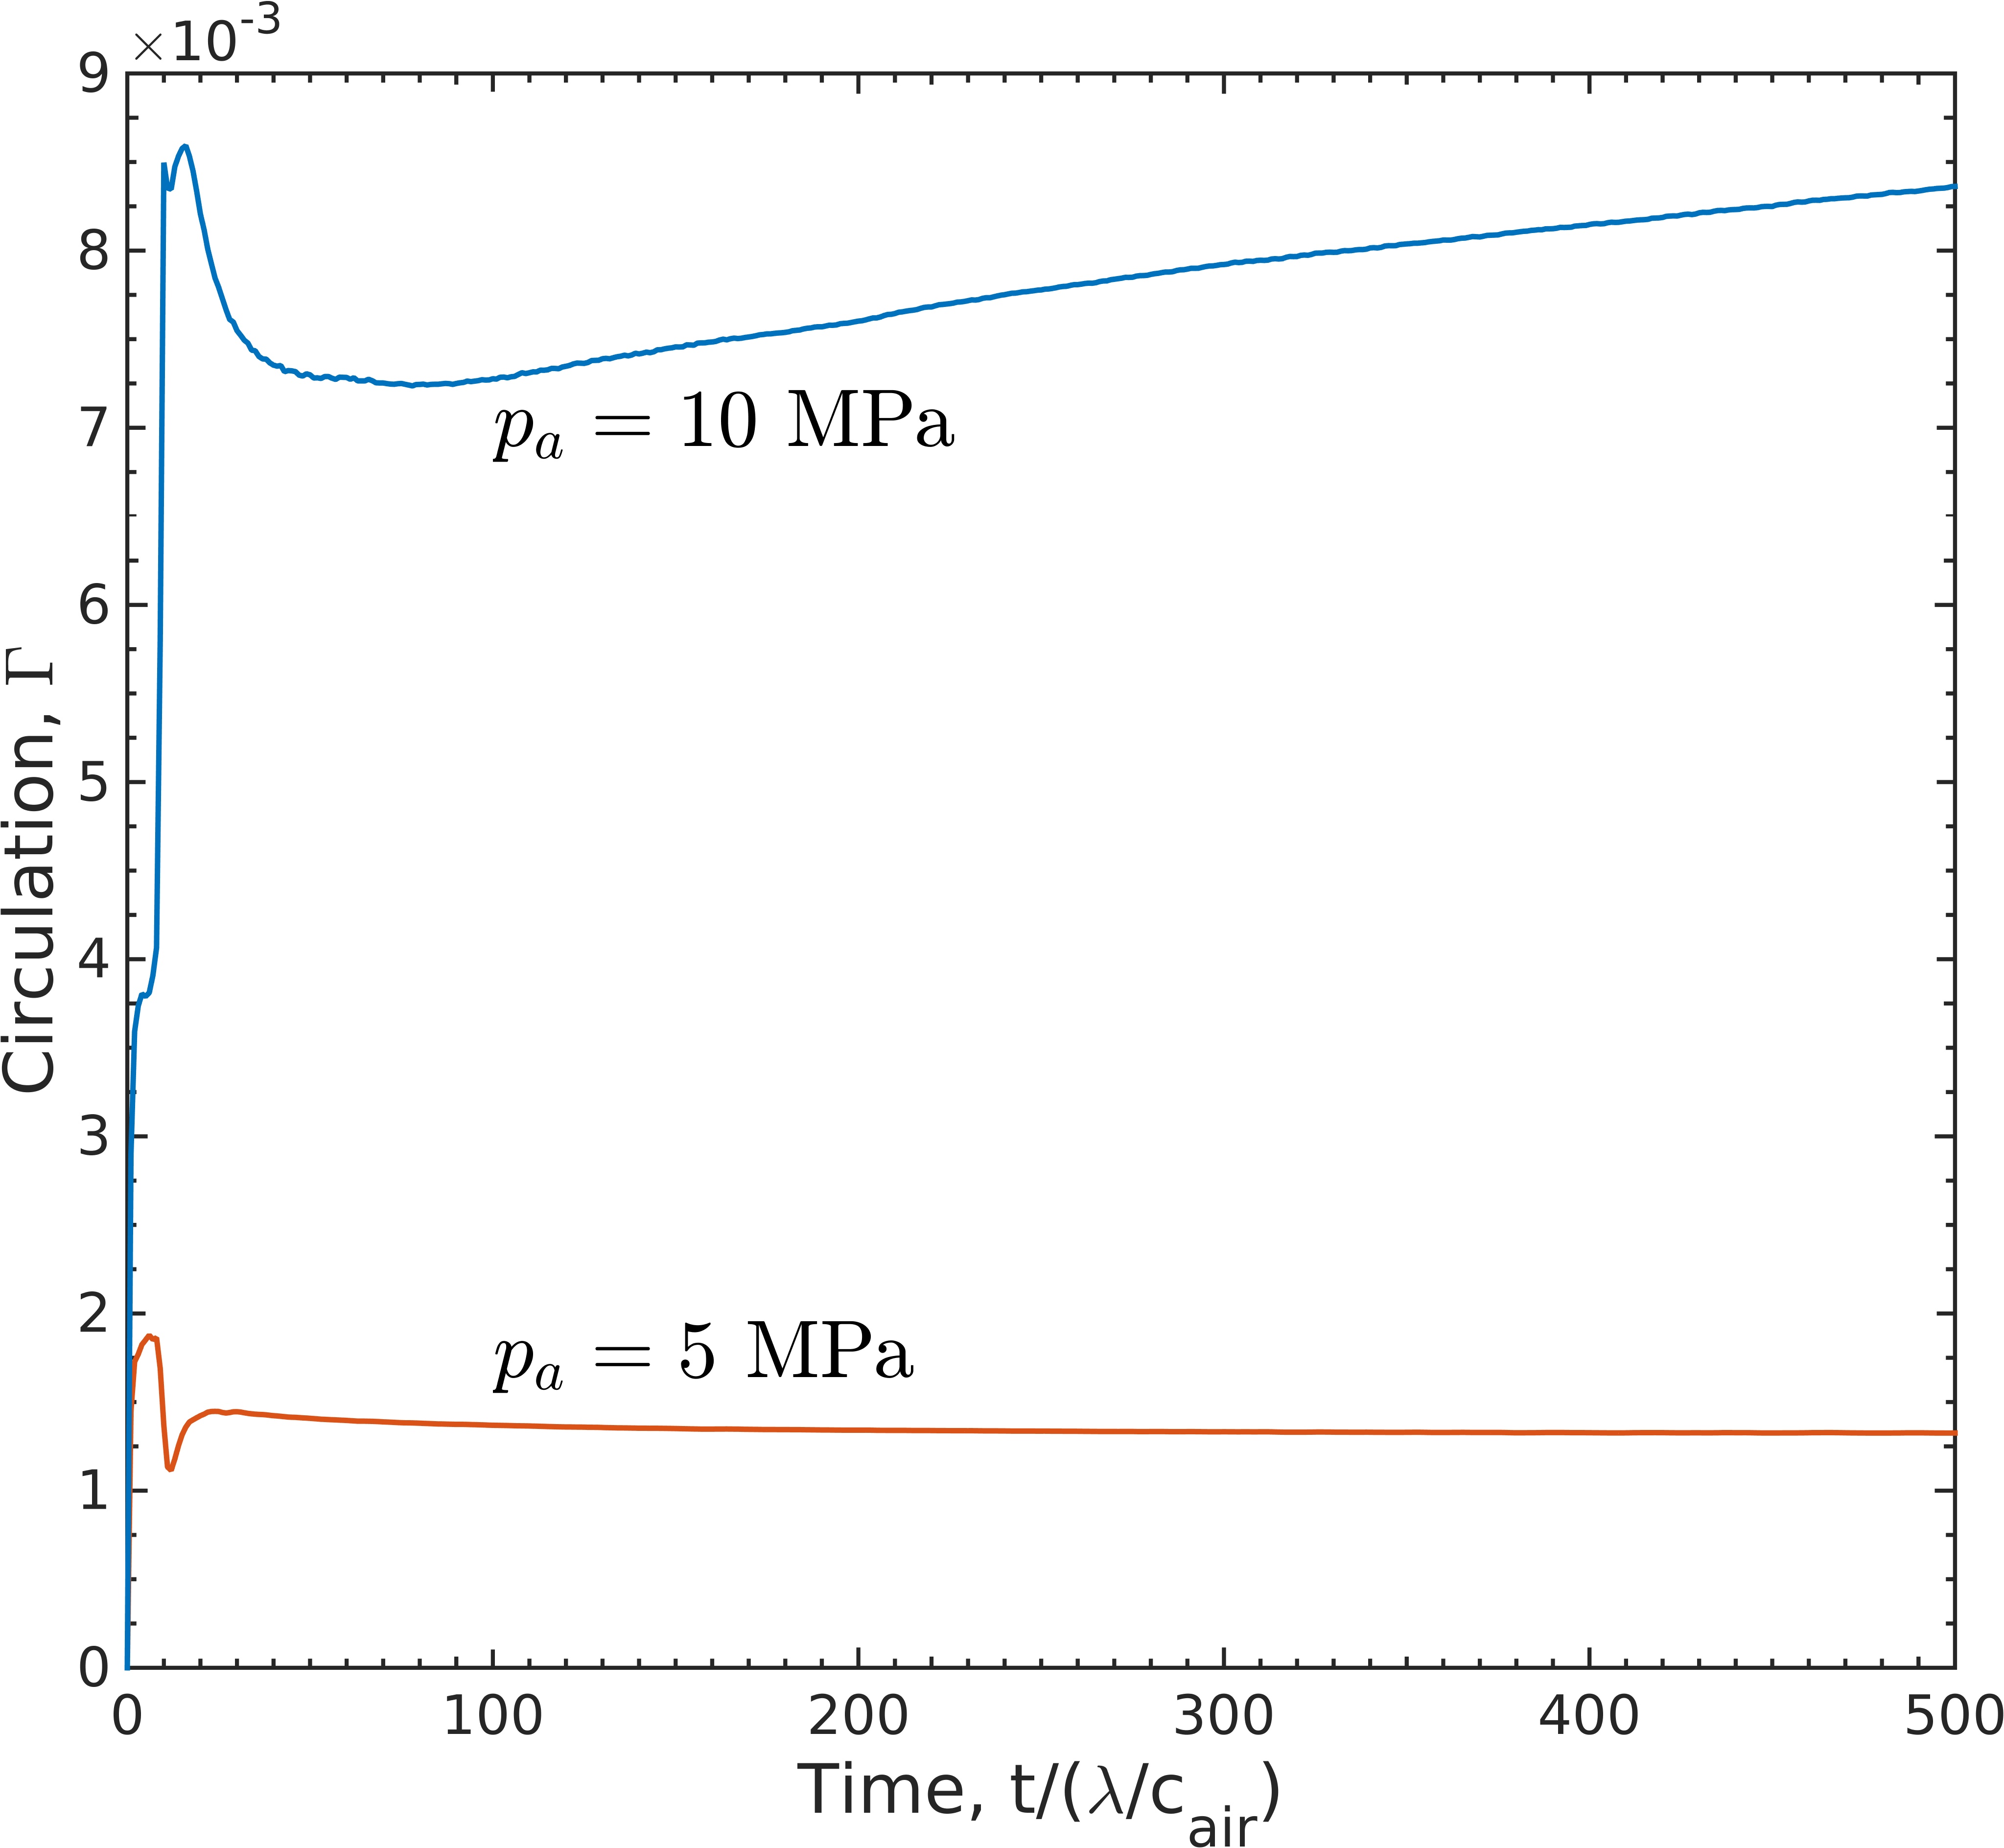 ×10^-3
9
8
7
6
5
4
3
2
1
0
Circulation, Γ
p_a = 10 MPa
p_a = 5 MPa
0 100 200 300 400 500
Time, t/(λ/c_air)